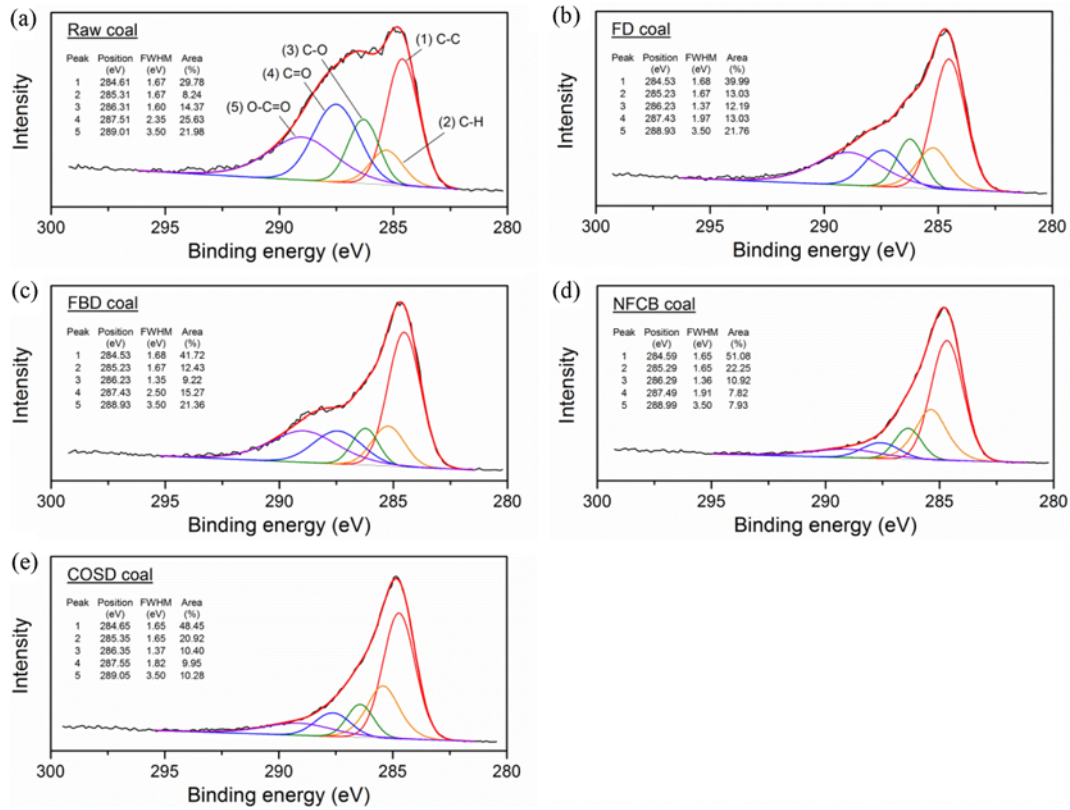 (a)
Raw coal
Peak Position FWHM Area
(eV) (eV) (%)
1 284.61 1.67 29.78
2 285.31 1.67 8.24
3 286.31 1.60 14.37
4 287.51 2.35 25.63
5 289.01 3.50 21.98
(1) C-C
(3) C-O
(4) C=O
(5) O-C=O
(2) C-H
Intensity
300 295 290 285 280
Binding energy (eV)
(b)
FD coal
Peak Position FWHM Area
(eV) (eV) (%)
1 284.53 1.68 39.99
2 285.23 1.67 13.03
3 286.23 1.37 12.19
4 287.43 1.97 13.03
5 288.93 3.50 21.76
Intensity
300 295 290 285 280
Binding energy (eV)
(c)
FBD coal
Peak Position FWHM Area
(eV) (eV) (%)
1 284.53 1.68 41.72
2 285.23 1.67 12.43
3 286.23 1.35 9.22
4 287.43 2.50 15.27
5 288.93 3.50 21.36
Intensity
300 295 290 285 280
Binding energy (eV)
(d)
NFCB coal
Peak Position FWHM Area
(eV) (eV) (%)
1 284.59 1.65 51.08
2 285.29 1.65 22.25
3 286.29 1.36 10.92
4 287.49 1.91 7.82
5 288.99 3.50 7.93
Intensity
300 295 290 285 280
Binding energy (eV)
(e)
COSD coal
Peak Position FWHM Area
(eV) (eV) (%)
1 284.65 1.65 48.45
2 285.35 1.65 20.92
3 286.35 1.37 10.40
4 287.55 1.82 9.95
5 289.05 3.50 10.28
Intensity
300 295 290 285 280
Binding energy (eV)